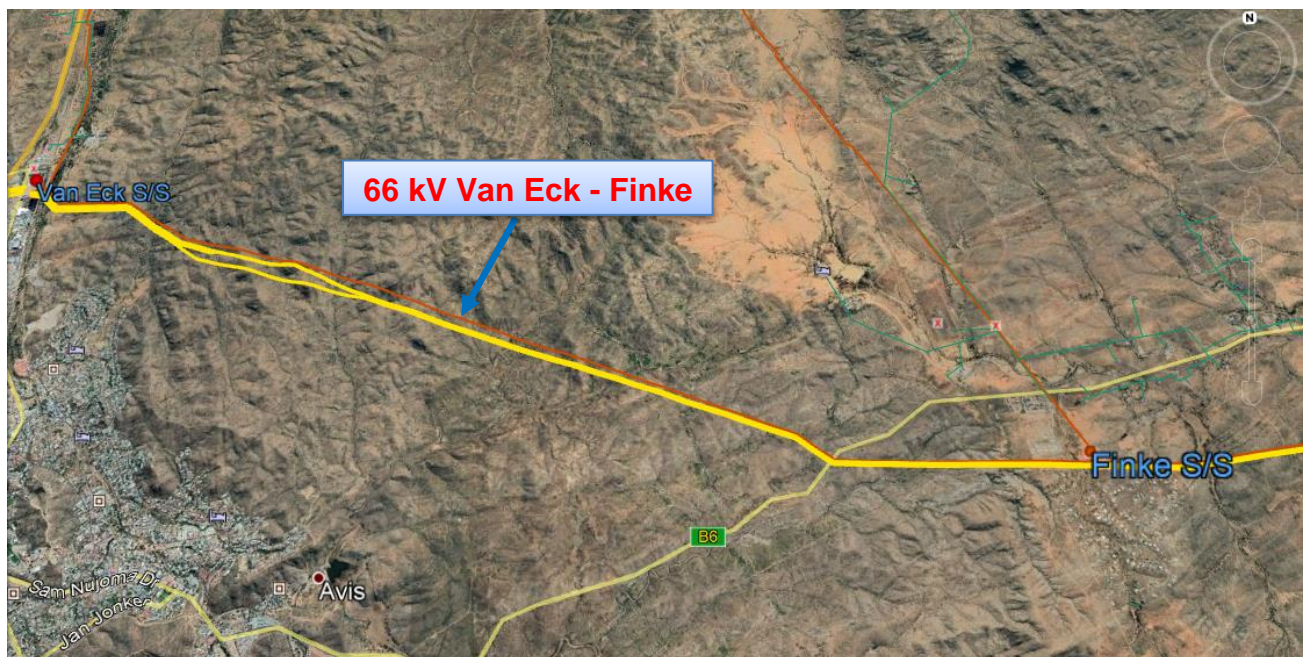 N
66 kV Van Eck - Finke
Van Eck S/S
Finke S/S
B6
Avis
Sam Nujoma Dr
Jan Jonker